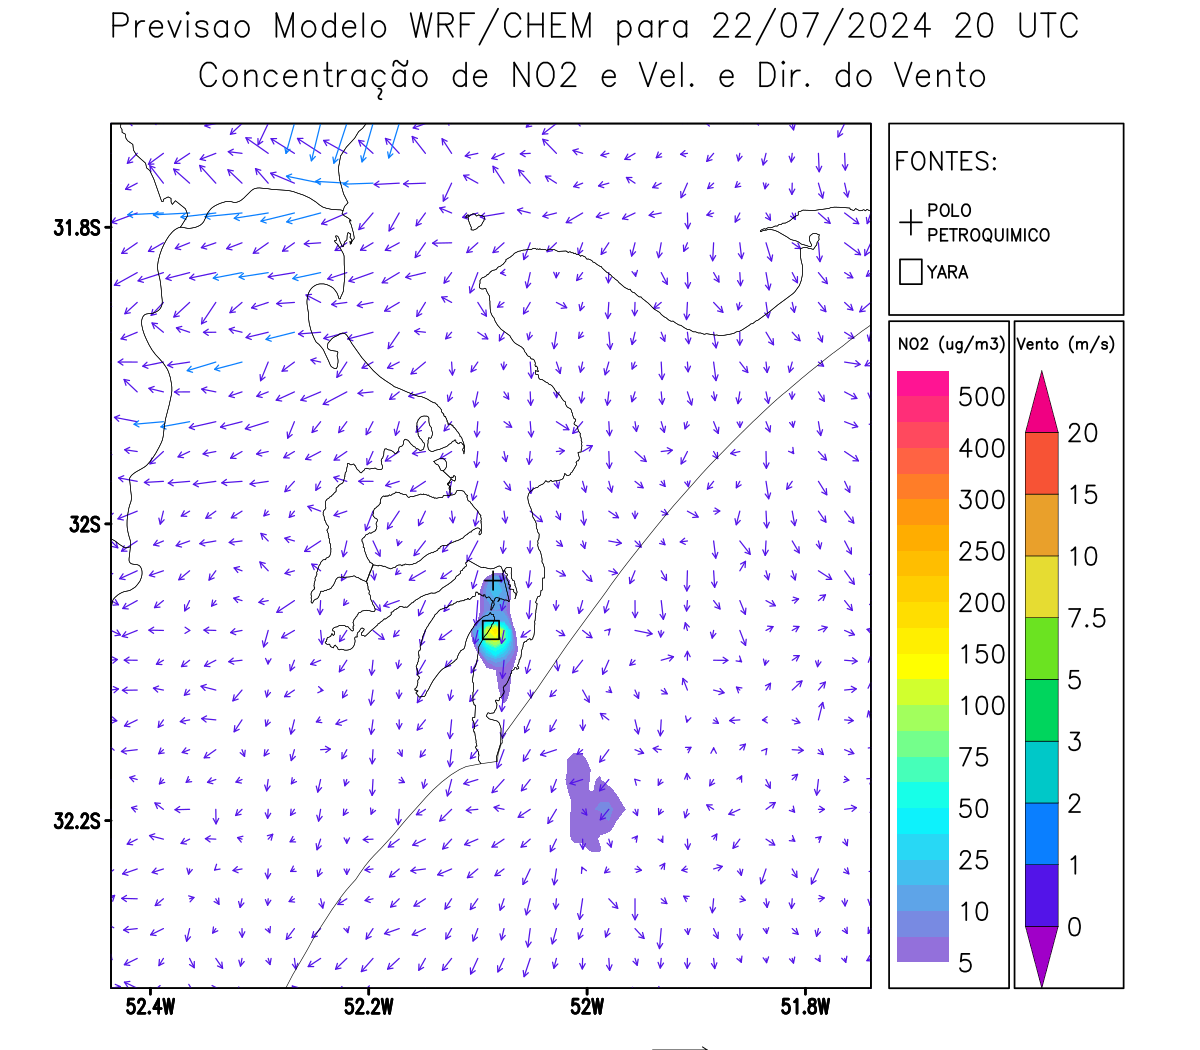 Previsao Modelo WRF/CHEM para 22/07/2024 20 UTC
Concentração de NO2 e Vel. e Dir. do Vento
FONTES:
POLO
PETROQUIMICO
YARA
NO2 (ug/m3)
500
400
300
250
200
150
100
75
50
25
10
5
Vento (m/s)
20
15
10
7.5
5
3
2
1
0
31.8S
32S
32.2S
52.4W
52.2W
52W
51.8W